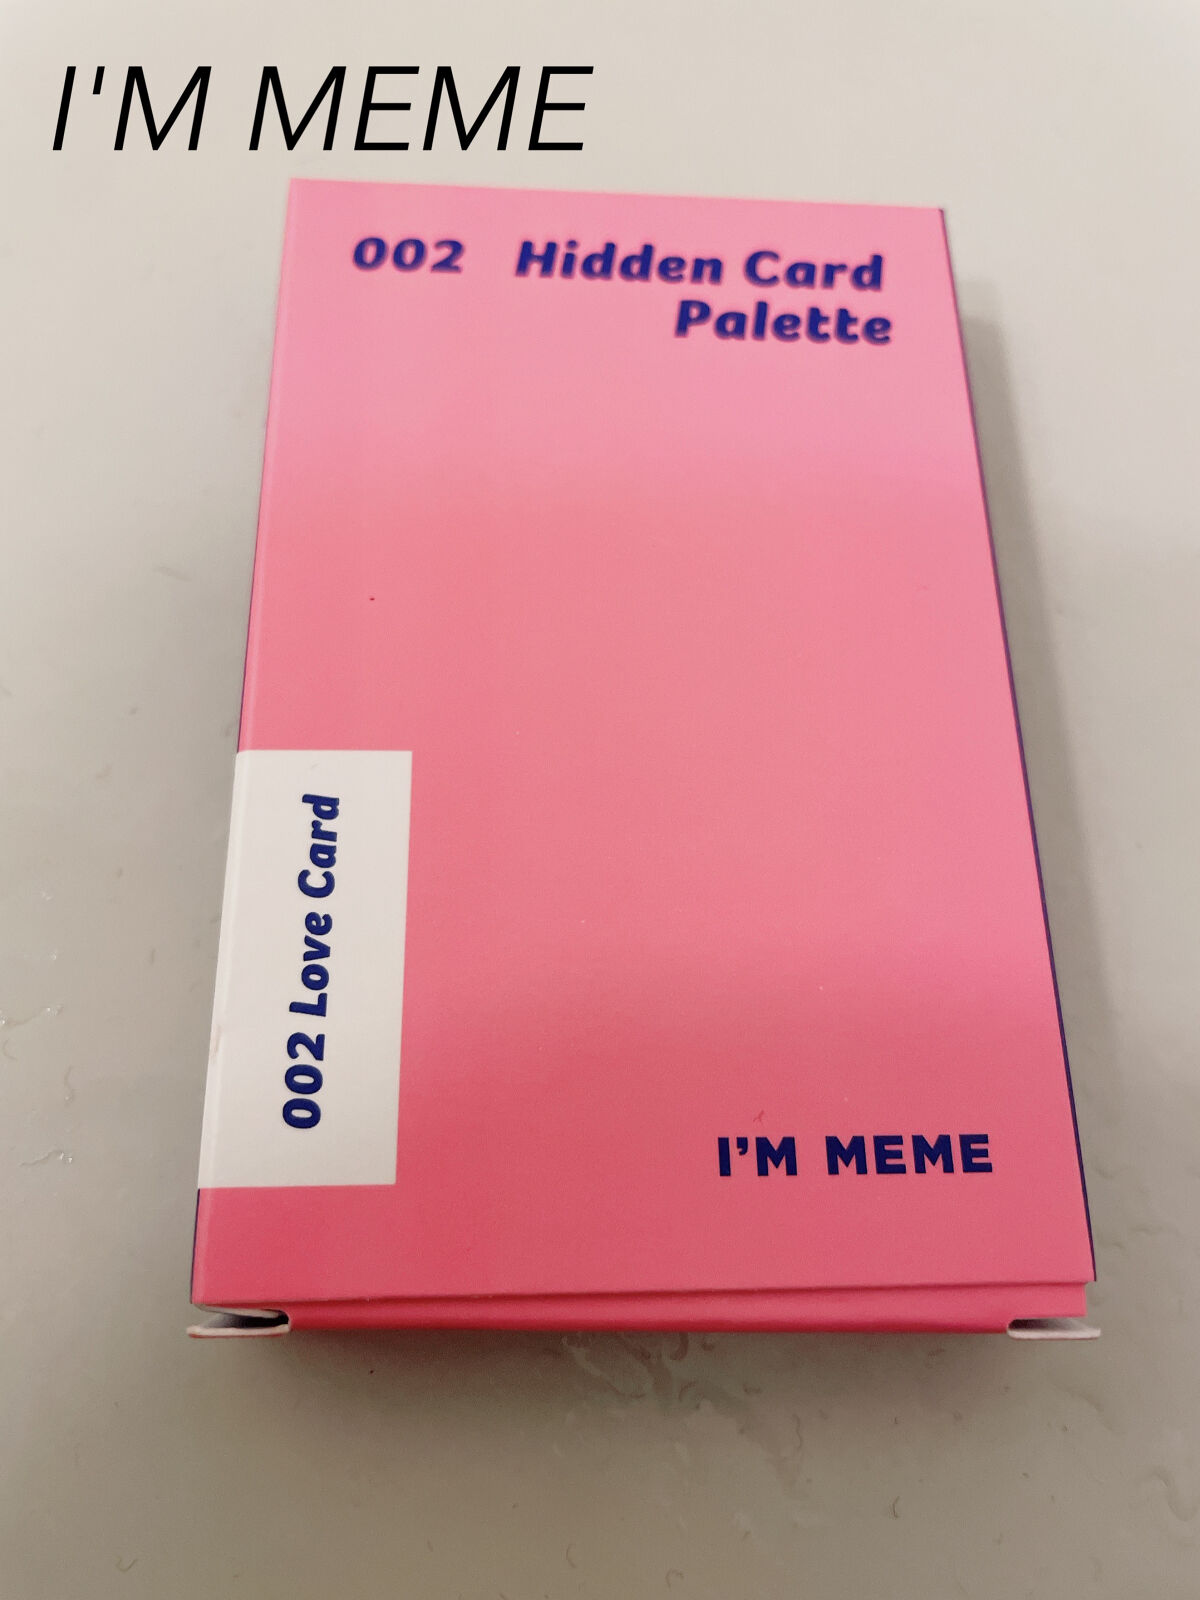 I'M MEME
002 Hidden Card
Palette
002 Love Card
I'M MEME